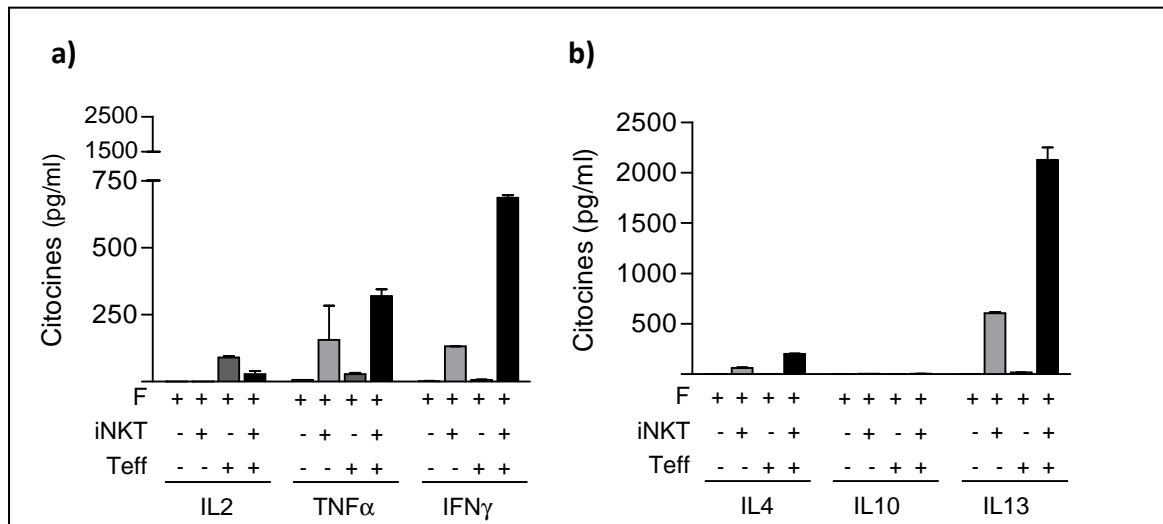 a)
Citocines (pg/ml)
2500
1500
750
500
250
F + + + + + + + + + + + +
iNKT - + - + - + - + - + - +
Teff - - + + - - + + - - + +
IL2 TNFα IFNγ
b)
Citocines (pg/ml)
2500
2000
1500
1000
500
F + + + + + + + + + + + +
iNKT - + - + - + - + - + - +
Teff - - + + - - + + - - + +
IL4 IL10 IL13